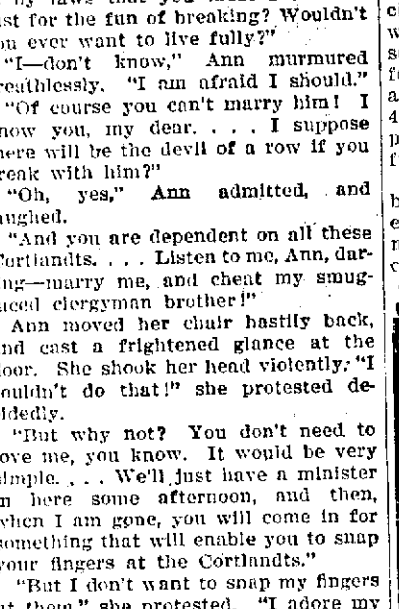 just for the fun of breaking? Wouldn't
you ever want to live fully?"
"I—don't know," Ann murmured
breathlessly. "I am afraid I should."
"Of course you can't marry him! I
know you, my dear. . . . I suppose
there will be the devil of a row if you
break with him?"
"Oh, yes," Ann admitted, and
laughed.
"And you are dependent on all these
Cortlandts. . . . Listen to me, Ann, dar-
ling—marry me, and cheat my smug-
faced clergyman brother!"
Ann moved her chair hastily back,
and cast a frightened glance at the
door. She shook her head violently. "I
couldn't do that!" she protested de-
cidedly.
"But why not? You don't need to
love me, you know. It would be very
simple. . . . We'll just have a minister
in here some afternoon, and then,
when I am gone, you will come in for
something that will enable you to snap
your fingers at the Cortlandts."
"But I don't want to snap my fingers
at them," she protested. "I adore my